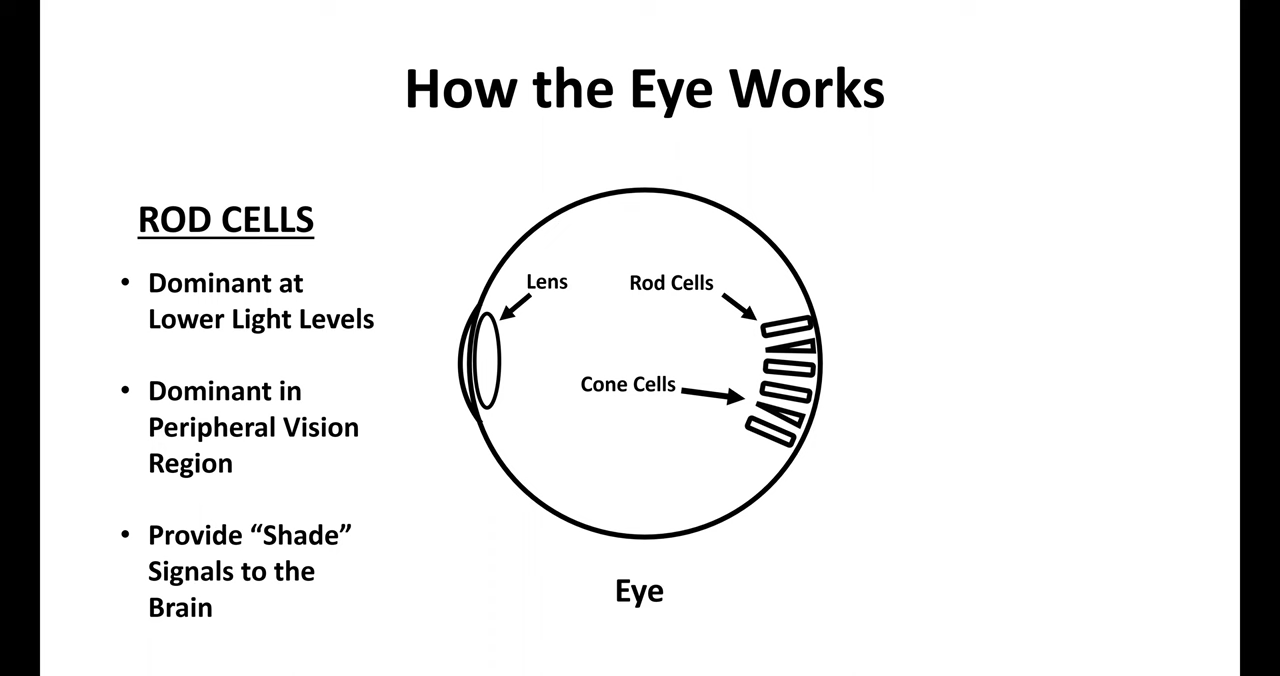 How the Eye Works
ROD CELLS
• Dominant at
Lower Light Levels
• Dominant in
Peripheral Vision
Region
• Provide “Shade”
Signals to the
Brain
Lens
Rod Cells
Cone Cells
Eye